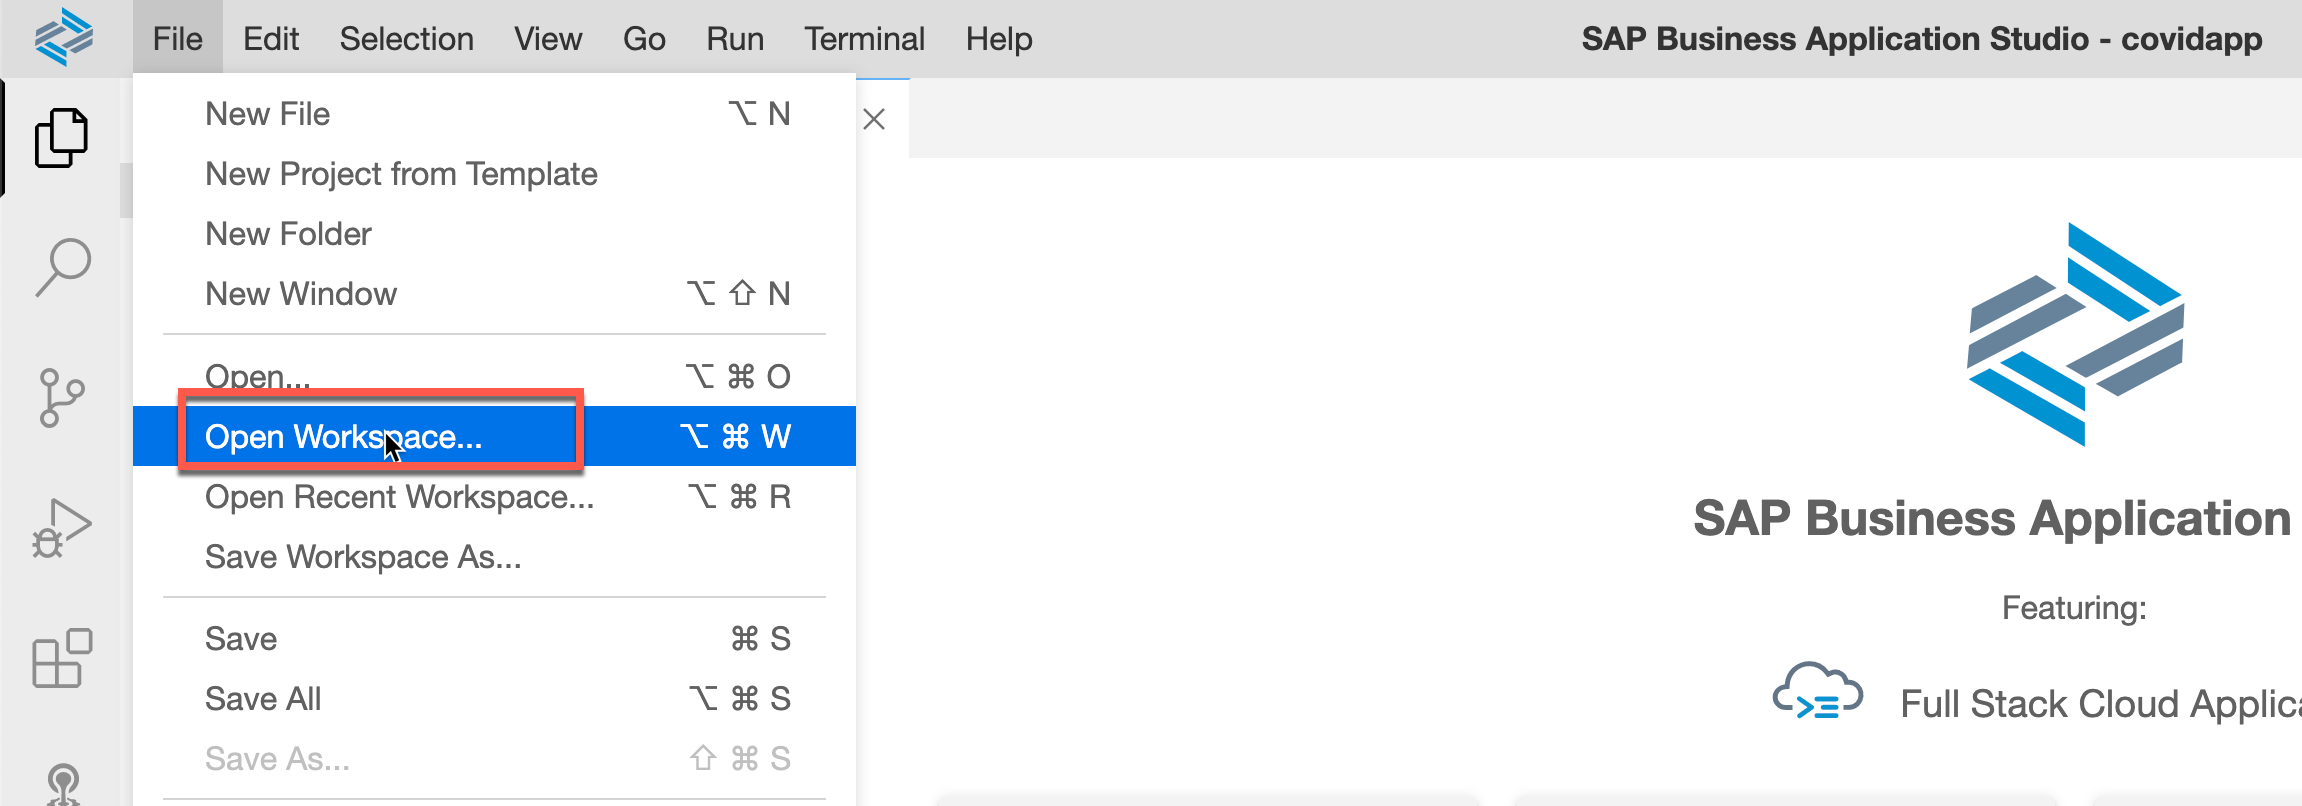 File Edit Selection View Go Run Terminal Help SAP Business Application Studio - covidapp
New File ⌥ N
New Project from Template
New Folder
New Window ⌥ ⇧ N
Open... ⌥ ⌘ O
Open Workspace... ⌥ ⌘ W
Open Recent Workspace... ⌥ ⌘ R
Save Workspace As...
Save ⌘ S
Save All ⌥ ⌘ S
Save As... ⇧ ⌘ S
SAP Business Application
Featuring:
Full Stack Cloud Applica